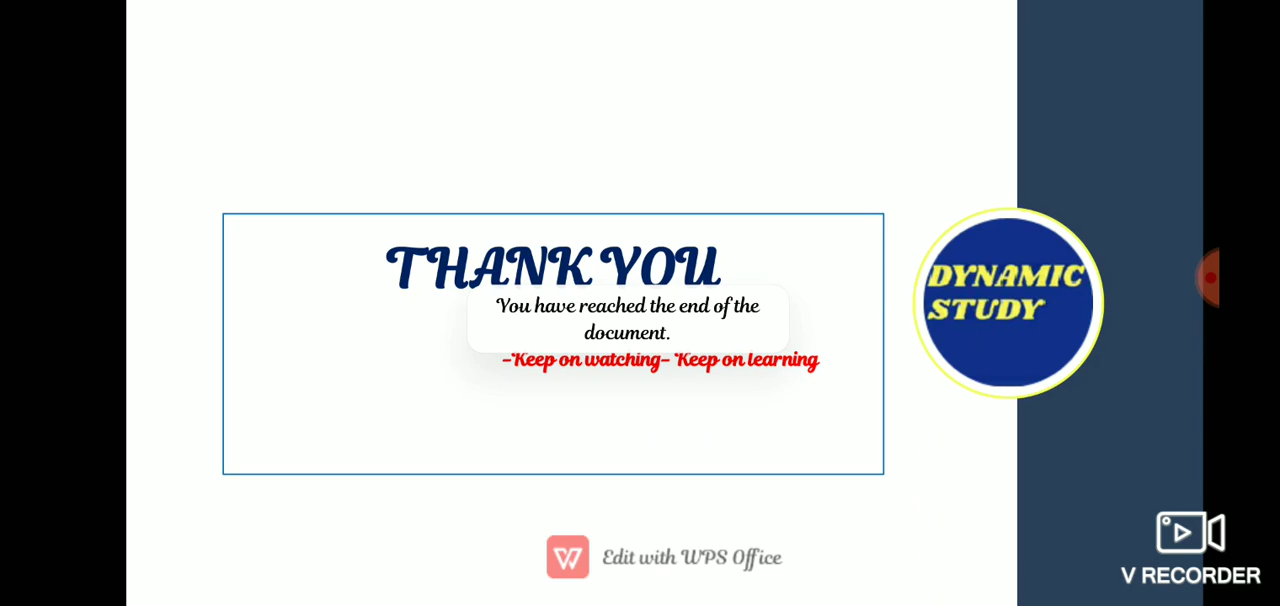 THANK YOU
You have reached the end of the
document.
-Keep on watching- Keep on learning
DYNAMIC
STUDY
Edit with WPS Office
V RECORDER